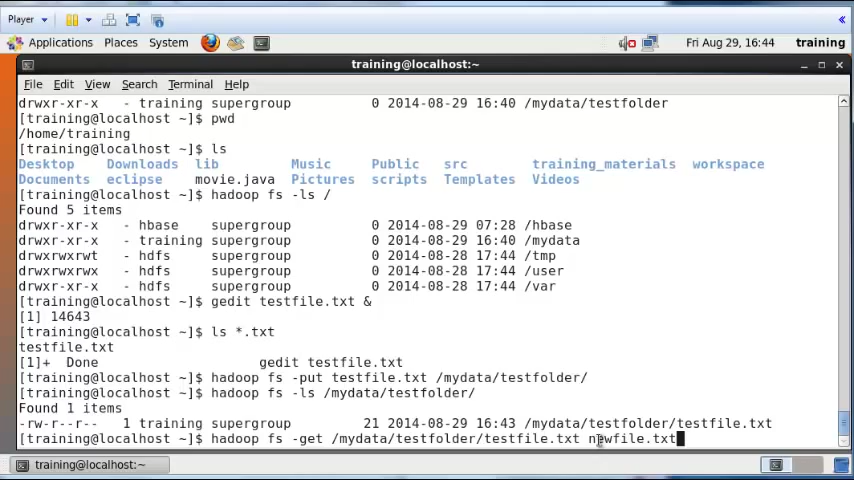 Player
«
Applications Places System Fri Aug 29, 16:44 training
training@localhost:~
File Edit View Search Terminal Help
drwxr-xr-x - training supergroup 0 2014-08-29 16:40 /mydata/testfolder
[training@localhost ~]$ pwd
/home/training
[training@localhost ~]$ ls
Desktop Downloads lib Music Public src training_materials workspace
Documents eclipse movie.java Pictures scripts Templates Videos
[training@localhost ~]$ hadoop fs -ls /
Found 5 items
drwxr-xr-x - hbase supergroup 0 2014-08-29 07:28 /hbase
drwxr-xr-x - training supergroup 0 2014-08-29 16:40 /mydata
drwxrwxrwt - hdfs supergroup 0 2014-08-28 17:44 /tmp
drwxrwxrwx - hdfs supergroup 0 2014-08-28 17:44 /user
drwxr-xr-x - hdfs supergroup 0 2014-08-28 17:44 /var
[training@localhost ~]$ gedit testfile.txt &
[1] 14643
[training@localhost ~]$ ls *.txt
testfile.txt
[1]+ Done gedit testfile.txt
[training@localhost ~]$ hadoop fs -put testfile.txt /mydata/testfolder/
[training@localhost ~]$ hadoop fs -ls /mydata/testfolder/
Found 1 items
-rw-r--r-- 1 training supergroup 21 2014-08-29 16:43 /mydata/testfolder/testfile.txt
[training@localhost ~]$ hadoop fs -get /mydata/testfolder/testfile.txt newfile.txt
training@localhost:~